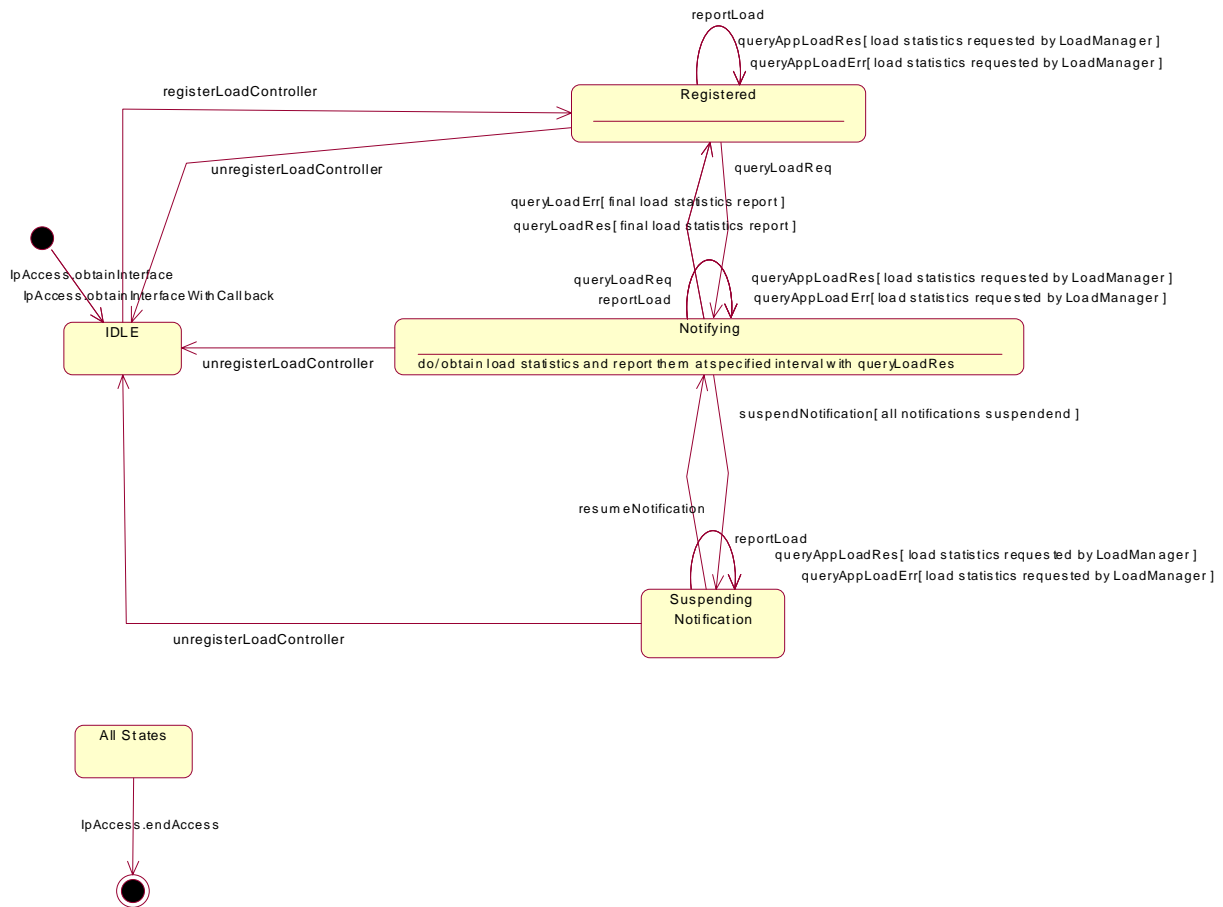 reportLoad
queryAppLoadRes[ load statistics requested by LoadManager ]
queryAppLoadErr[ load statistics requested by LoadManager ]
Registered
registerLoadController
unregisterLoadController
queryLoadReq
queryLoadErr[ final load statistics report ]
queryLoadRes[ final load statistics report ]
IpAccess.obtainInterface
IpAccess.obtainInterfaceWithCallback
queryLoadReq
reportLoad
queryAppLoadRes[ load statistics requested by LoadManager ]
queryAppLoadErr[ load statistics requested by LoadManager ]
IDLE
Notifying
do/ obtain load statistics and report them at specified interval with queryLoadRes
unregisterLoadController
suspendNotification[ all notifications suspendend ]
resumeNotification
reportLoad
queryAppLoadRes[ load statistics requested by LoadManager ]
queryAppLoadErr[ load statistics requested by LoadManager ]
Suspending
Notification
unregisterLoadController
All States
IpAccess.endAccess